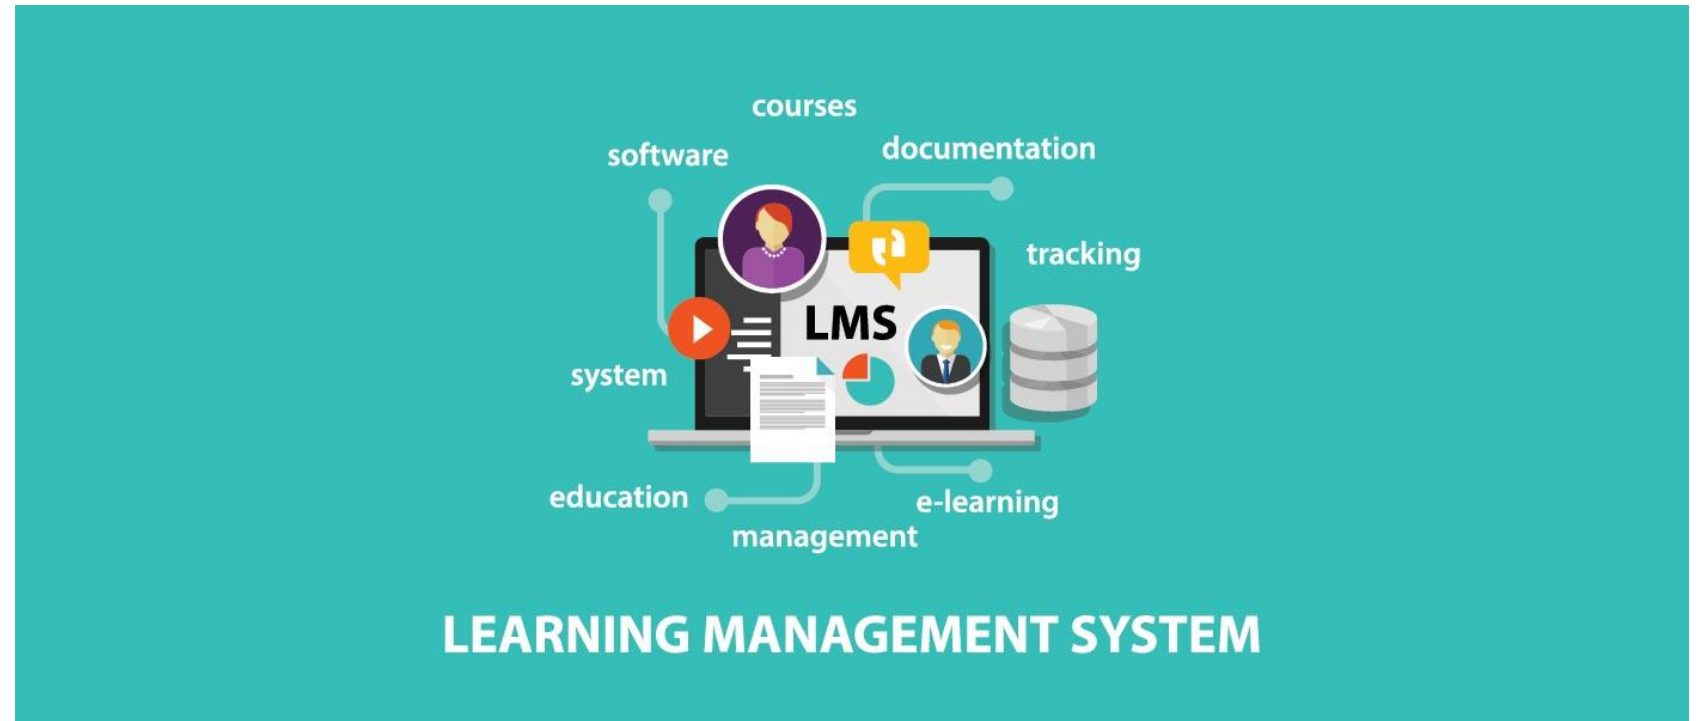 courses
software
documentation
tracking
LMS
system
education
e-learning
management
LEARNING MANAGEMENT SYSTEM